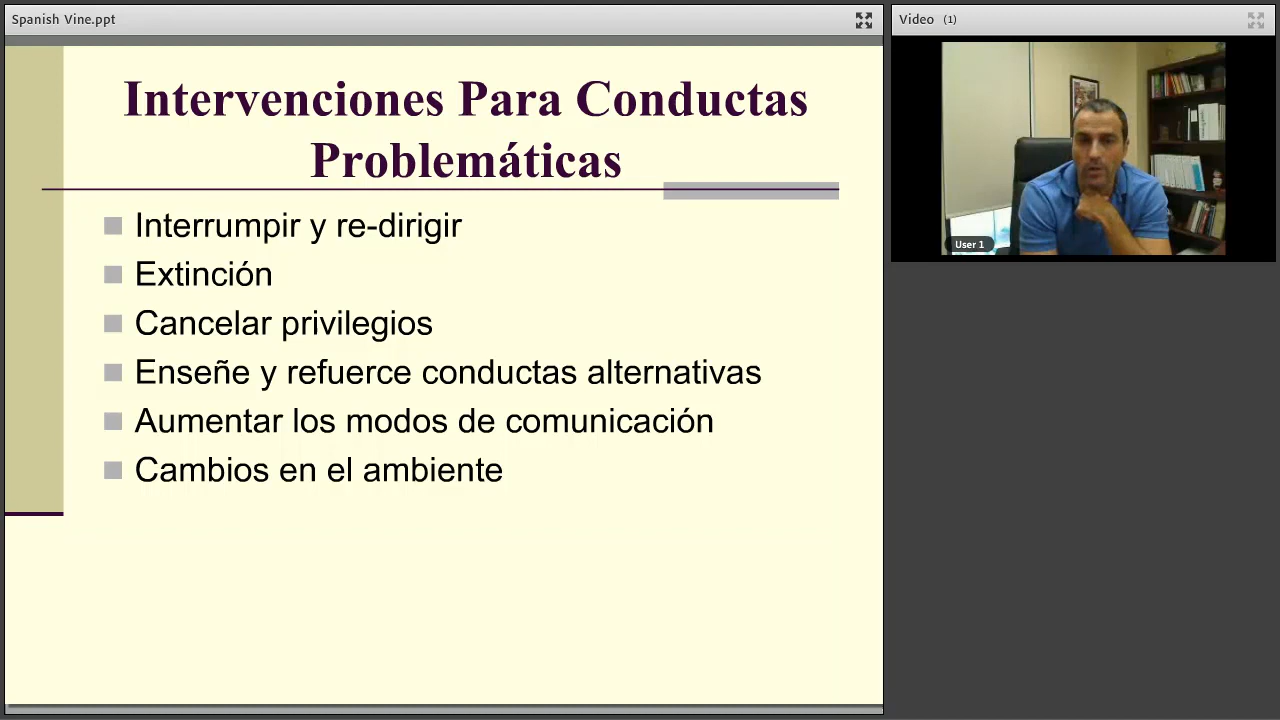 Spanish Vine.ppt
Video (1)
Intervenciones Para Conductas
Problemáticas
Interrumpir y re-dirigir
Extinción
Cancelar privilegios
Enseñe y refuerce conductas alternativas
Aumentar los modos de comunicación
Cambios en el ambiente
User 1